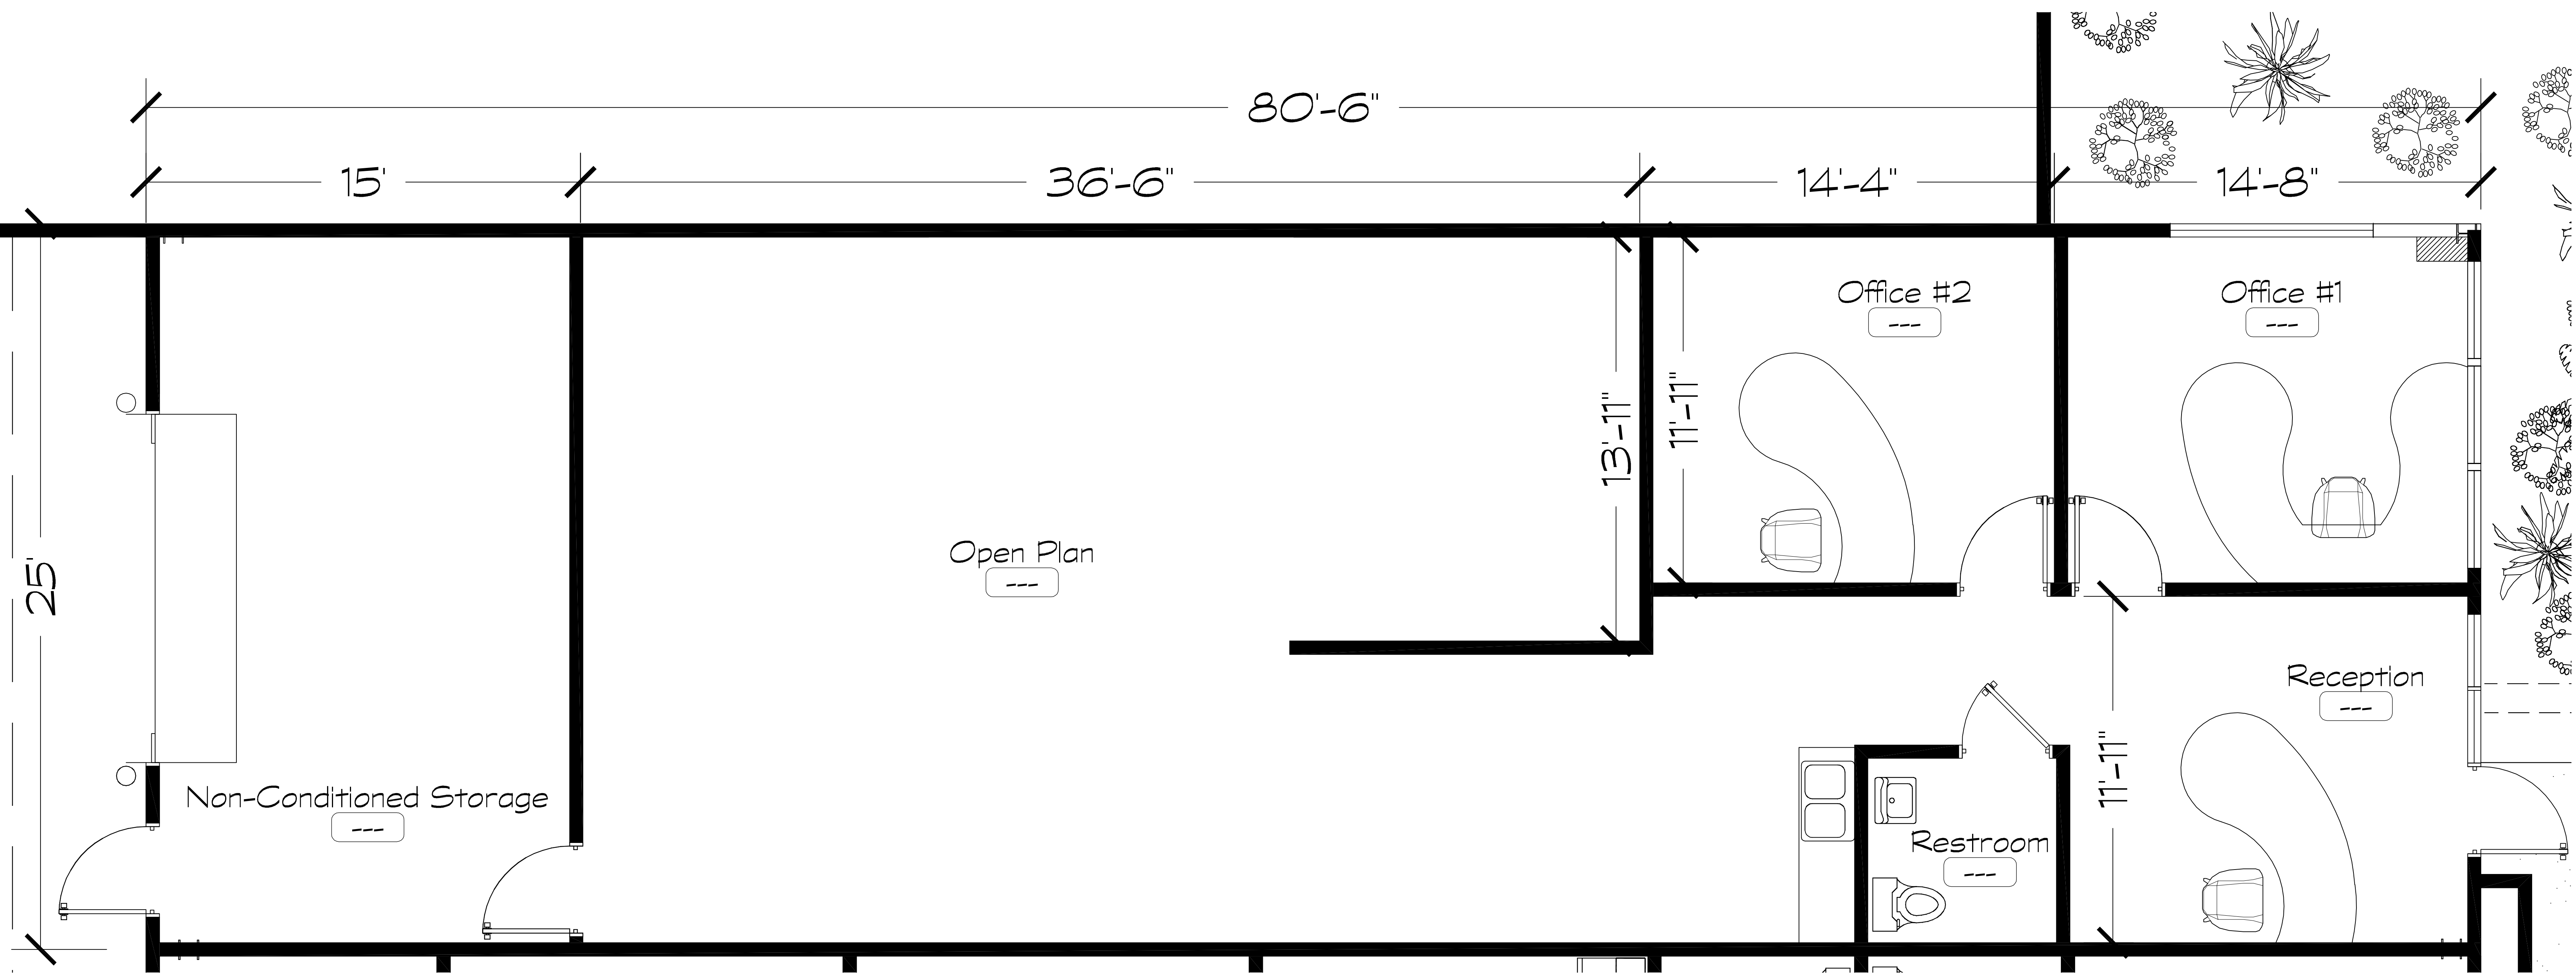 80'-6"
15'
36'-6"
14'-4"
14'-8"
Office #2
---
Office #1
---
13'-11"
11'-11"
25'
Open Plan
---
Reception
---
11'-11"
Non-Conditioned Storage
---
Restroom
---